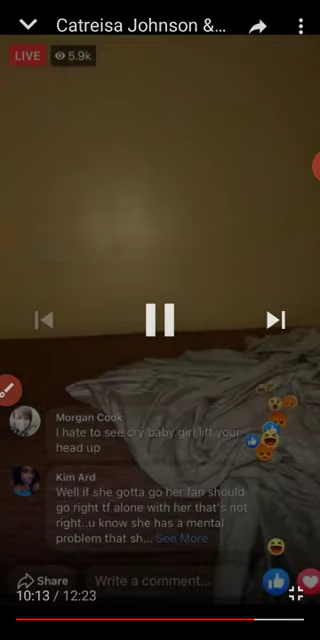 Catreisa Johnson &...
LIVE 5.9k
Morgan Cook
I hate to see cry baby girl lift your
head up
Kim Ard
Well if she gotta go her fan should
go right tf alone with her that's not
right..u know she has a mental
problem that sh... See More
Share Write a comment...
10:13 / 12:23